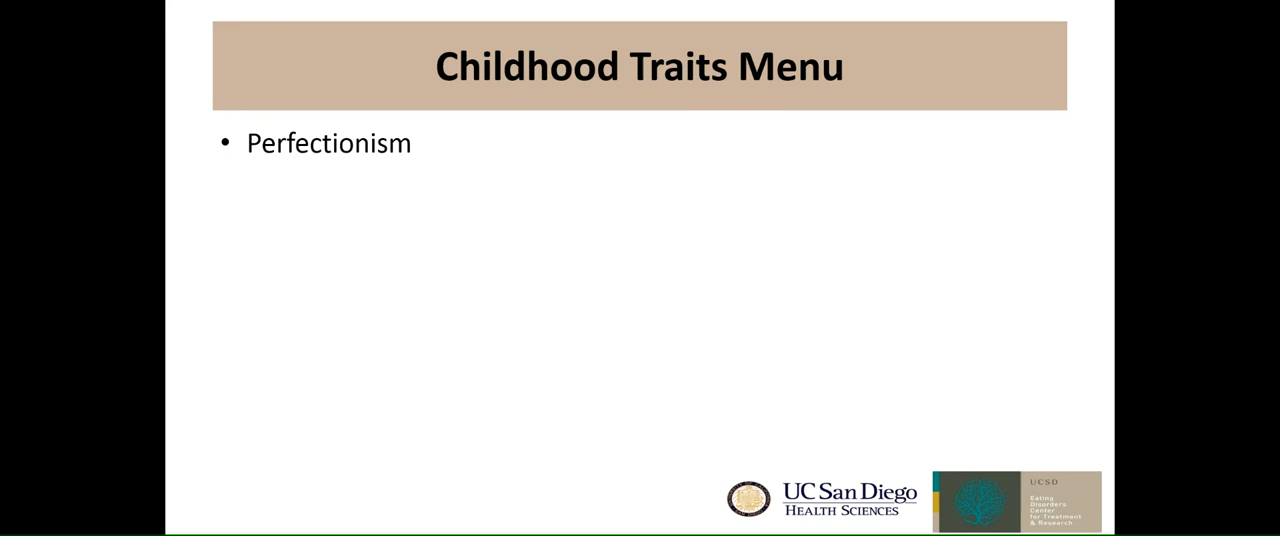 Childhood Traits Menu
• Perfectionism
UC San Diego
HEALTH SCIENCES
UCSD
Eating
Disorders
Center
for Treatment
& Research